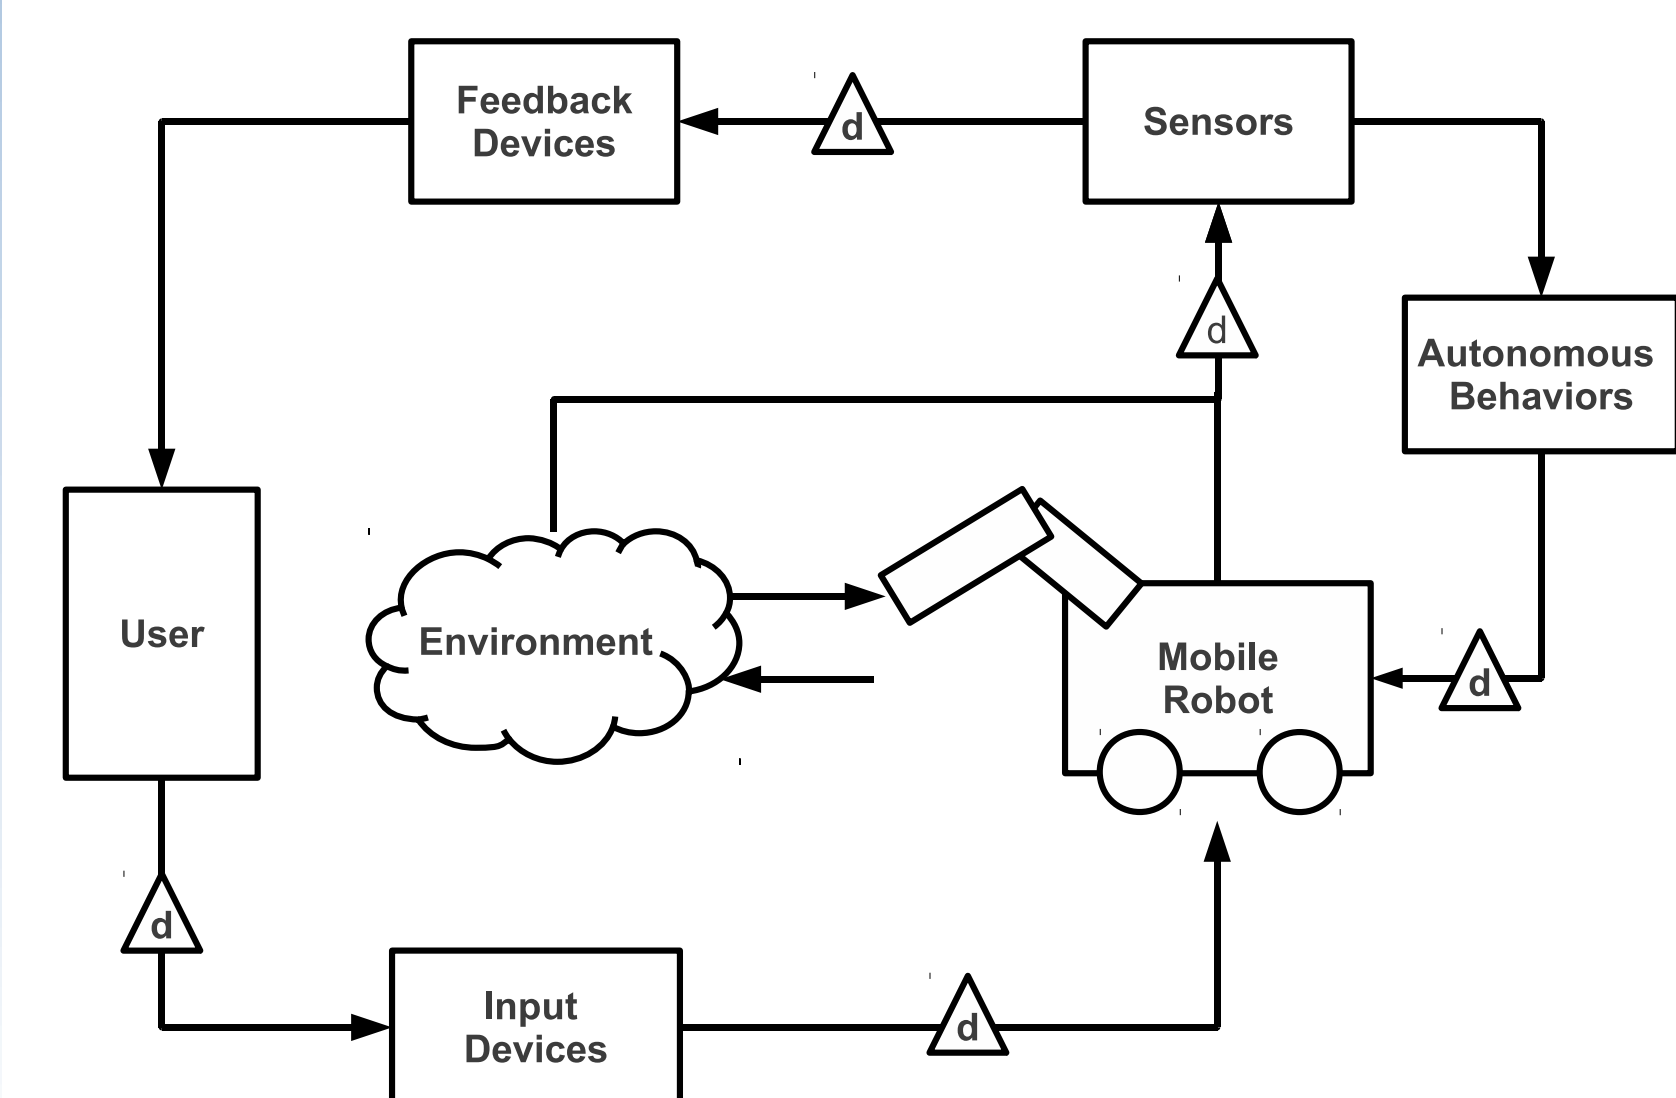 Feedback
Devices
d
Sensors
d
Autonomous
Behaviors
User
Environment
Mobile
Robot
d
d
Input
Devices
d